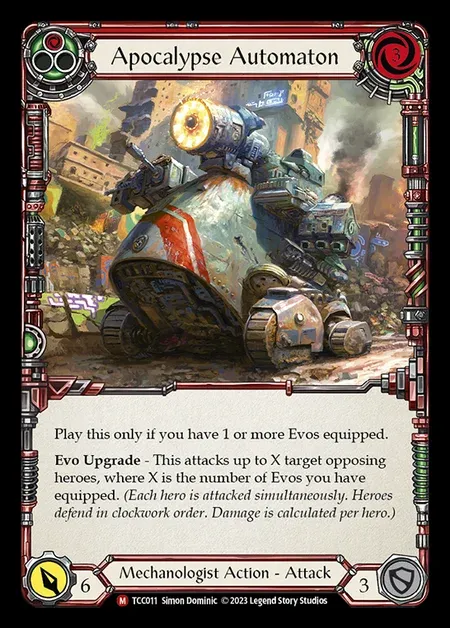 Apocalypse Automaton
3
Play this only if you have 1 or more Evos equipped.
Evo Upgrade - This attacks up to X target opposing
heroes, where X is the number of Evos you have
equipped. (Each hero is attacked simultaneously. Heroes
defend in clockwork order. Damage is calculated per hero.)
6
Mechanologist Action - Attack
3
M TCC011 Simon Dominic © 2023 Legend Story Studios